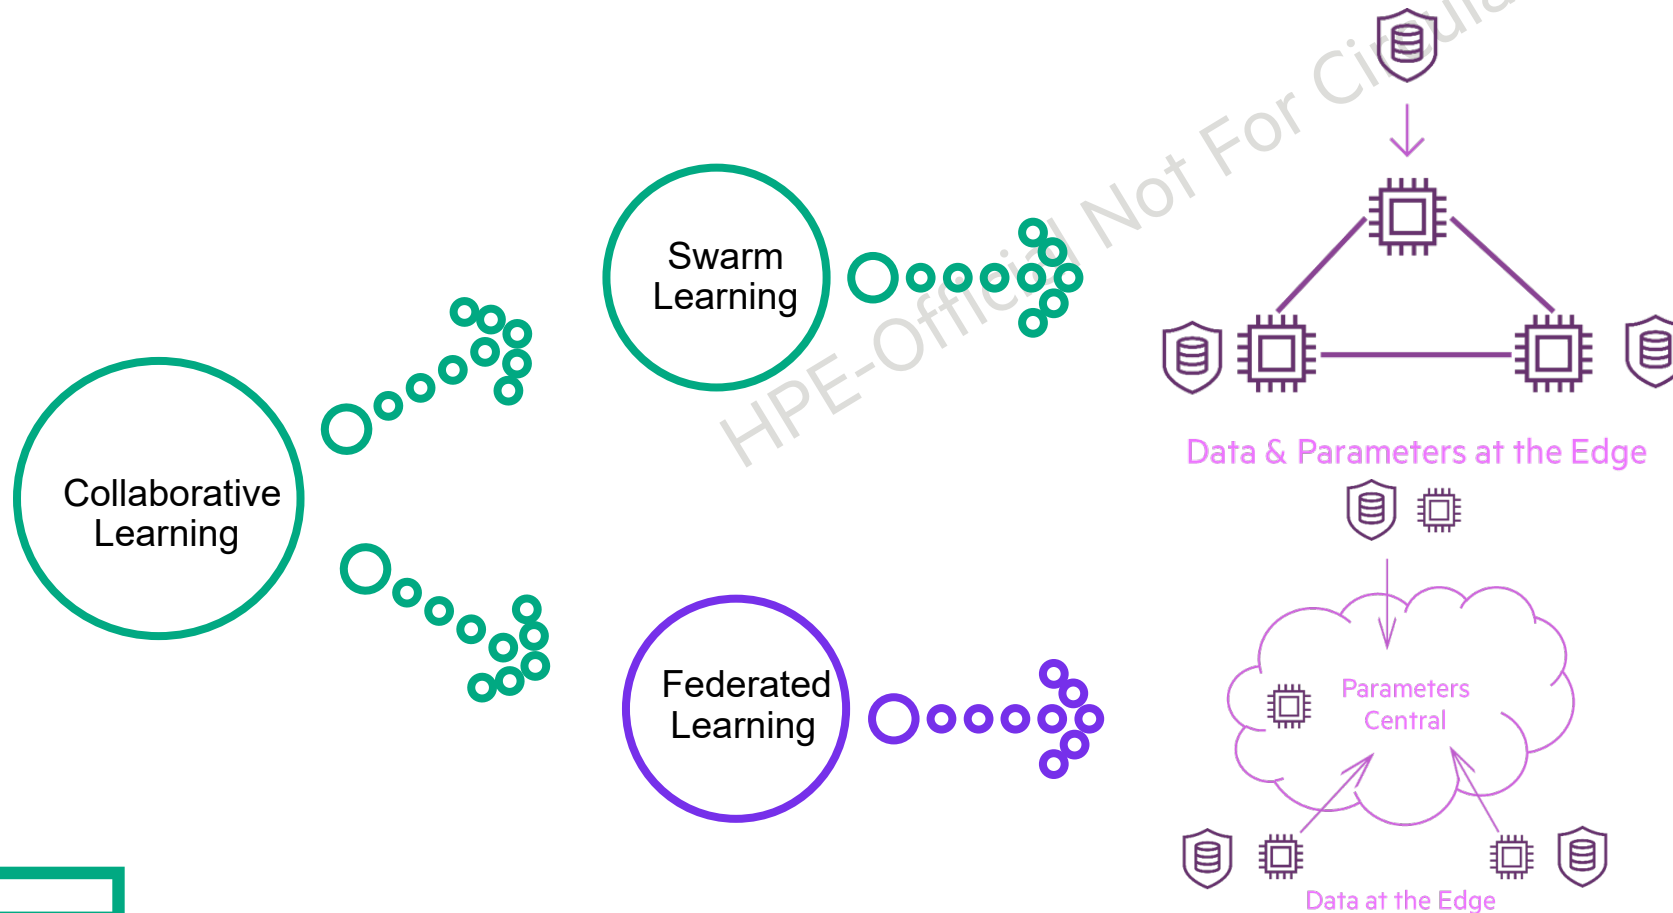 Collaborative
Learning
Swarm
Learning
Federated
Learning
HPE-Official Not For
Data & Parameters at the Edge
Parameters
Central
Data at the Edge